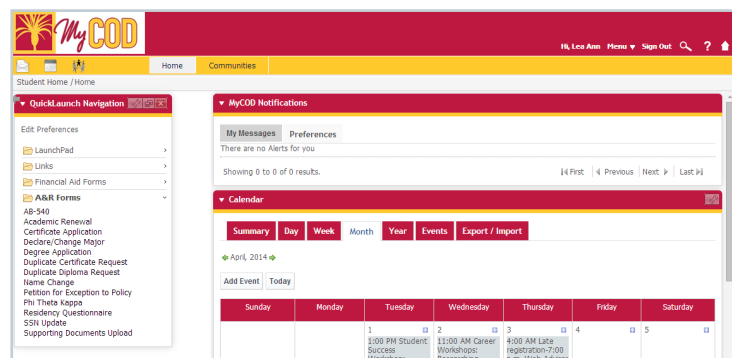 My COD
Hi, Lea Ann Menu Sign Out ?
Home Communities
Student Home / Home
QuickLaunch Navigation
Edit Preferences
LaunchPad
Links
Financial Aid Forms
A&R Forms
AB-540
Academic Renewal
Certificate Application
Declare/Change Major
Degree Application
Duplicate Certificate Request
Duplicate Diploma Request
Name Change
Petition for Exception to Policy
Phi Theta Kappa
Residency Questionnaire
SSN Update
Supporting Documents Upload
MyCOD Notifications
My Messages Preferences
There are no Alerts for you
Showing 0 to 0 of 0 results.
First Previous Next Last
Calendar
Summary Day Week Month Year Events Export / Import
April, 2014
Add Event Today
Sunday Monday Tuesday Wednesday Thursday Friday Saturday
1 2 3 4 5
1:00 PM Student
Success
11:00 AM Career
Workshops:
4:00 AM Late
registration-7:00